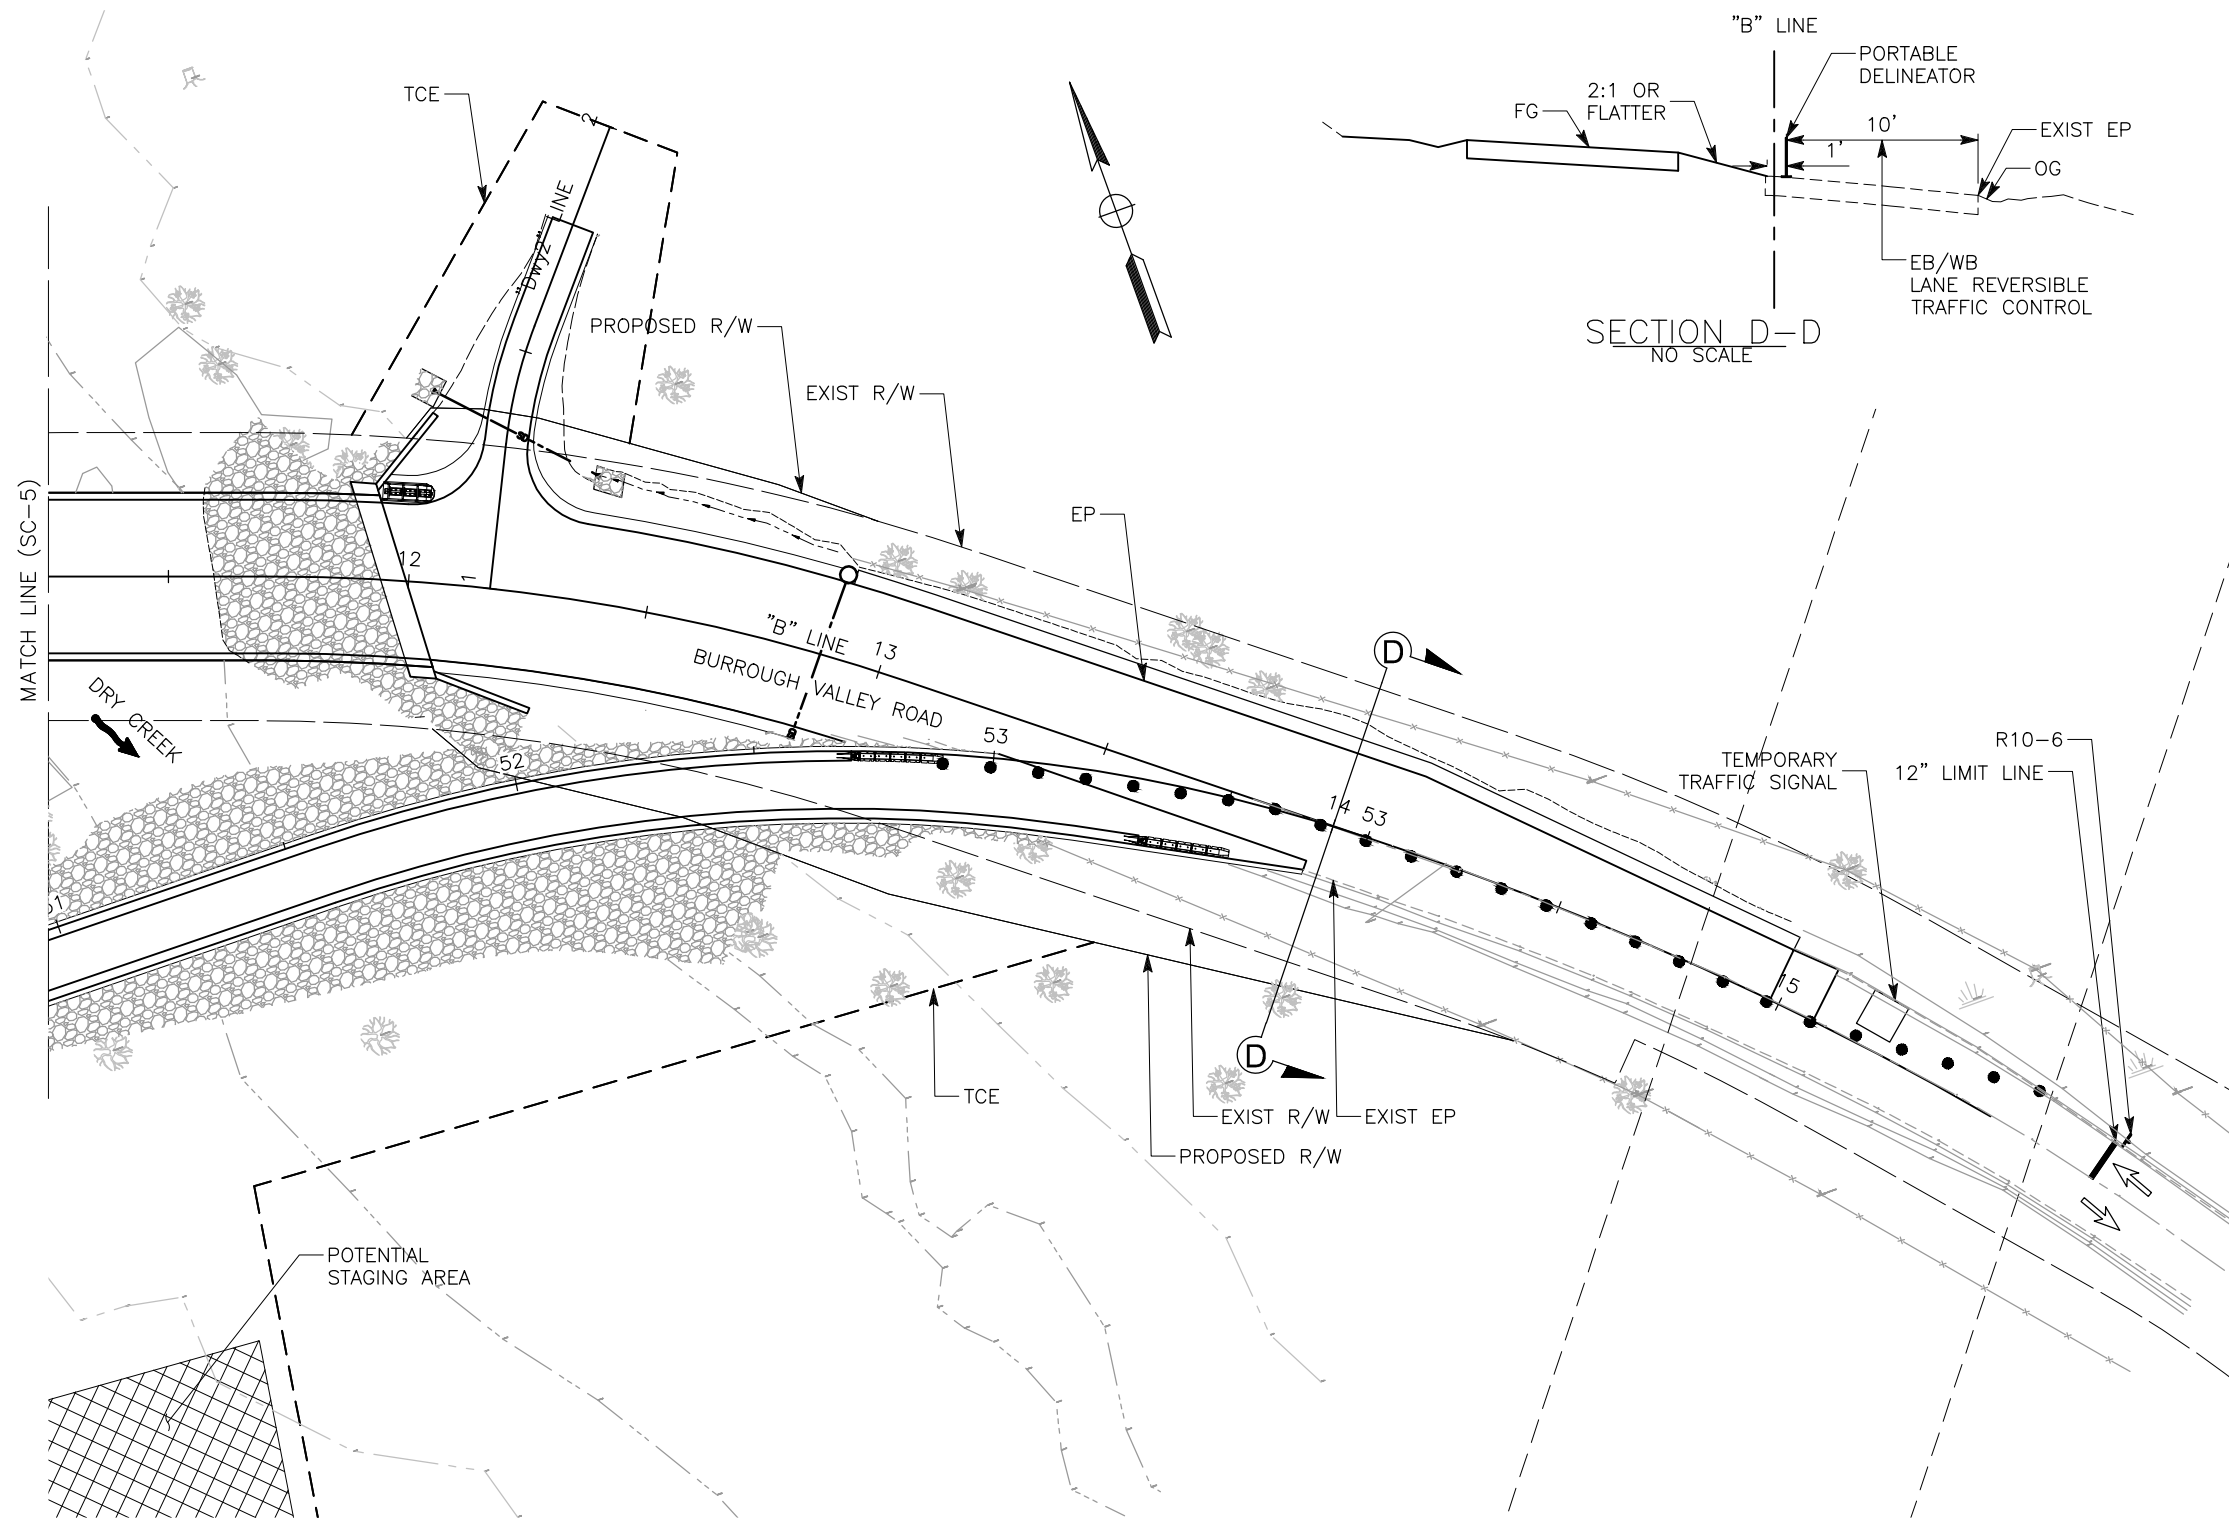 "B" LINE
PORTABLE
DELINEATOR
TCE
2:1 OR
FLATTER
FG
10'
EXIST EP
1'
OG
2
"Dwy2" LINE
EB/WB
LANE REVERSIBLE
TRAFFIC CONTROL
SECTION D-D
NO SCALE
PROPOSED R/W
EXIST R/W
EP
MATCH LINE (SC-5)
12
1
"B" LINE
13
BURROUGH VALLEY ROAD
D
DRY CREEK
53
52
R10-6
12" LIMIT LINE
TEMPORARY
TRAFFIC SIGNAL
14
53
51
15
D
TCE
EXIST R/W
EXIST EP
PROPOSED R/W
POTENTIAL
STAGING AREA